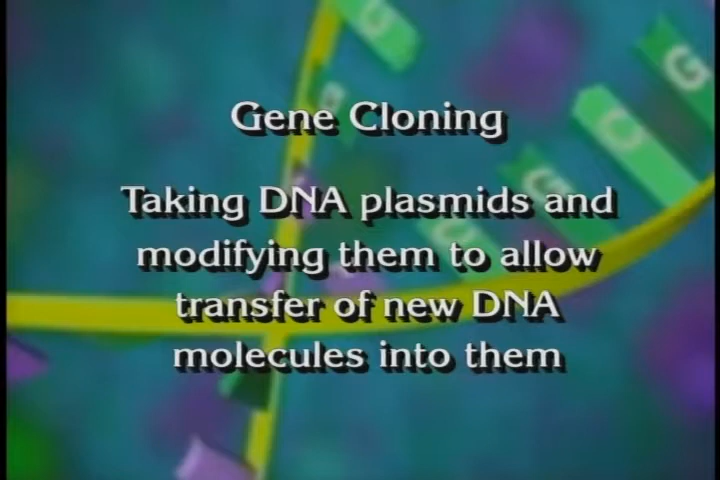 Gene Cloning
Taking DNA plasmids and
modifying them to allow
transfer of new DNA
molecules into them
G
G